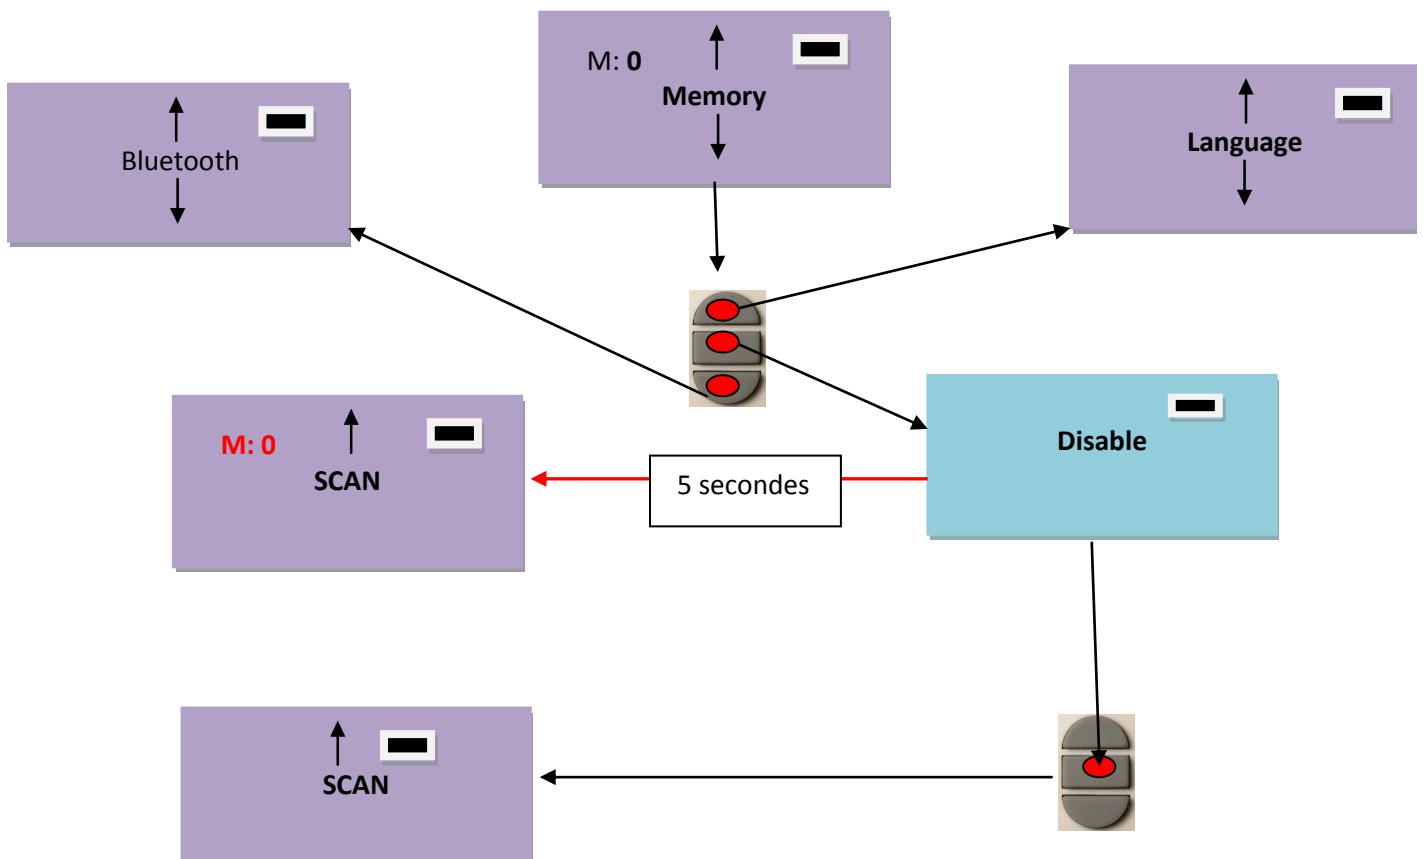 M: 0
Memory
Bluetooth
Language
M: 0
SCAN
Disable
5 secondes
SCAN